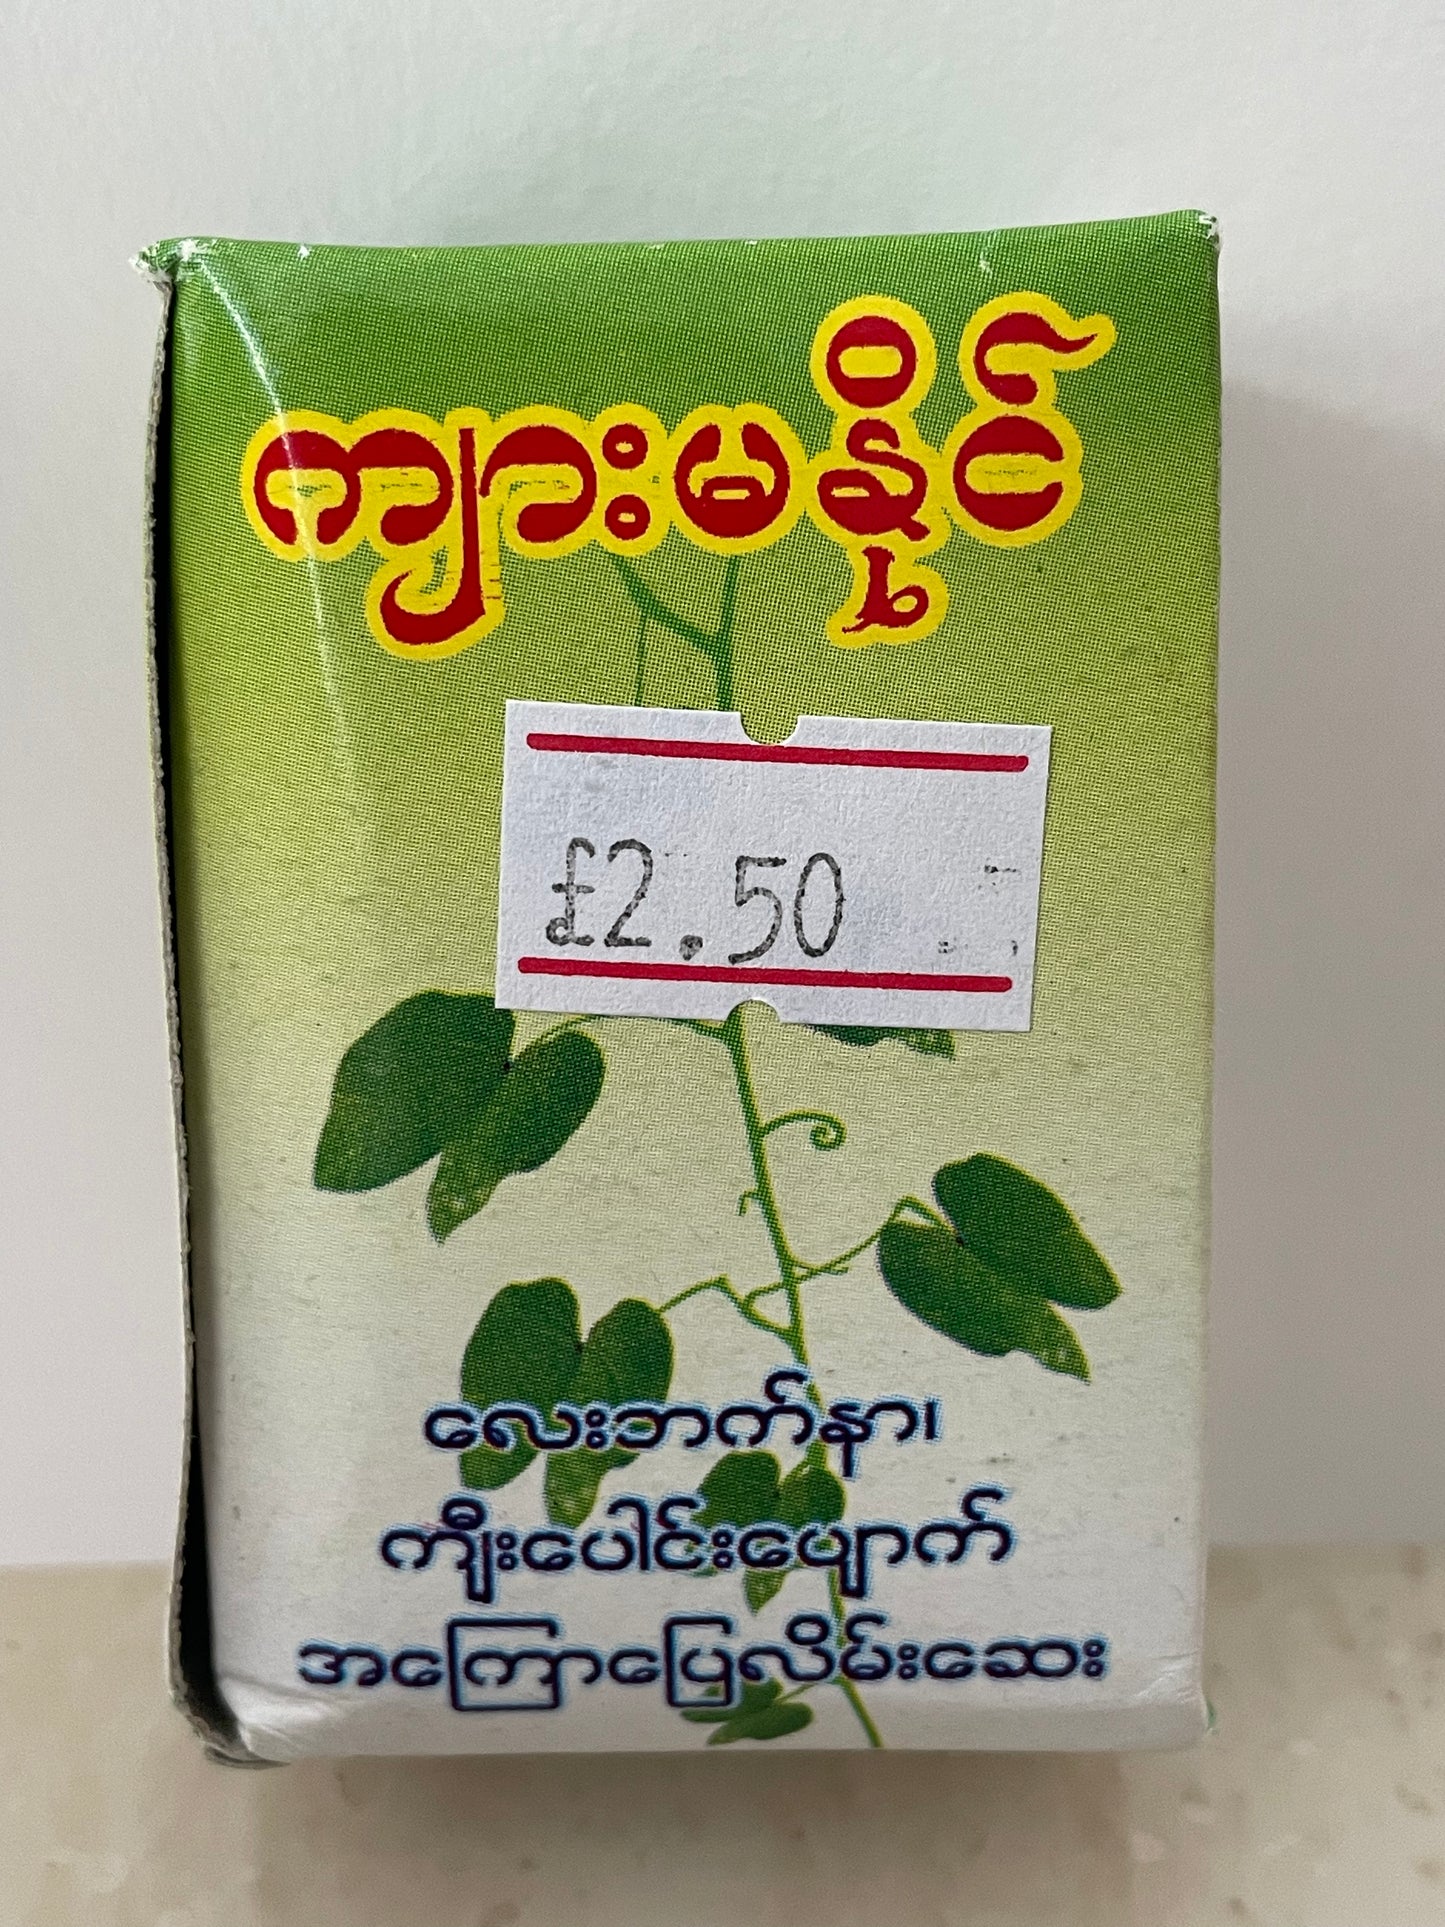 ကျားမနိုင်
£2.50
လေးဘက်နာ၊
ကျီးပေါင်းပျောက်
အကြောပြေလိမ်းဆေး